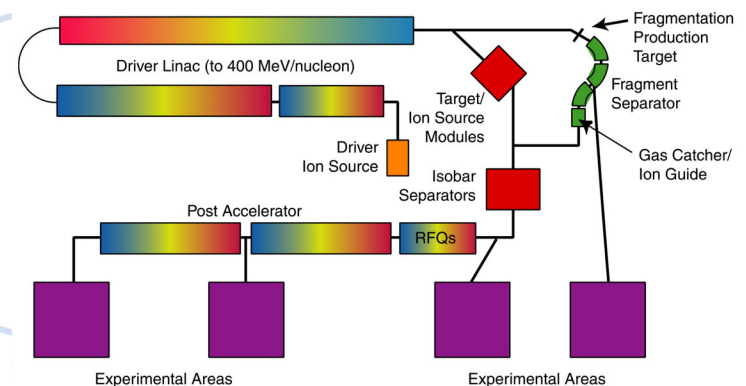 Fragmentation
Production
Target
Driver Linac (to 400 MeV/nucleon)
Fragment
Separator
Target/
Ion Source
Modules
Driver
Ion Source
Gas Catcher/
Ion Guide
Isobar
Separators
Post Accelerator
RFQs
Experimental Areas
Experimental Areas